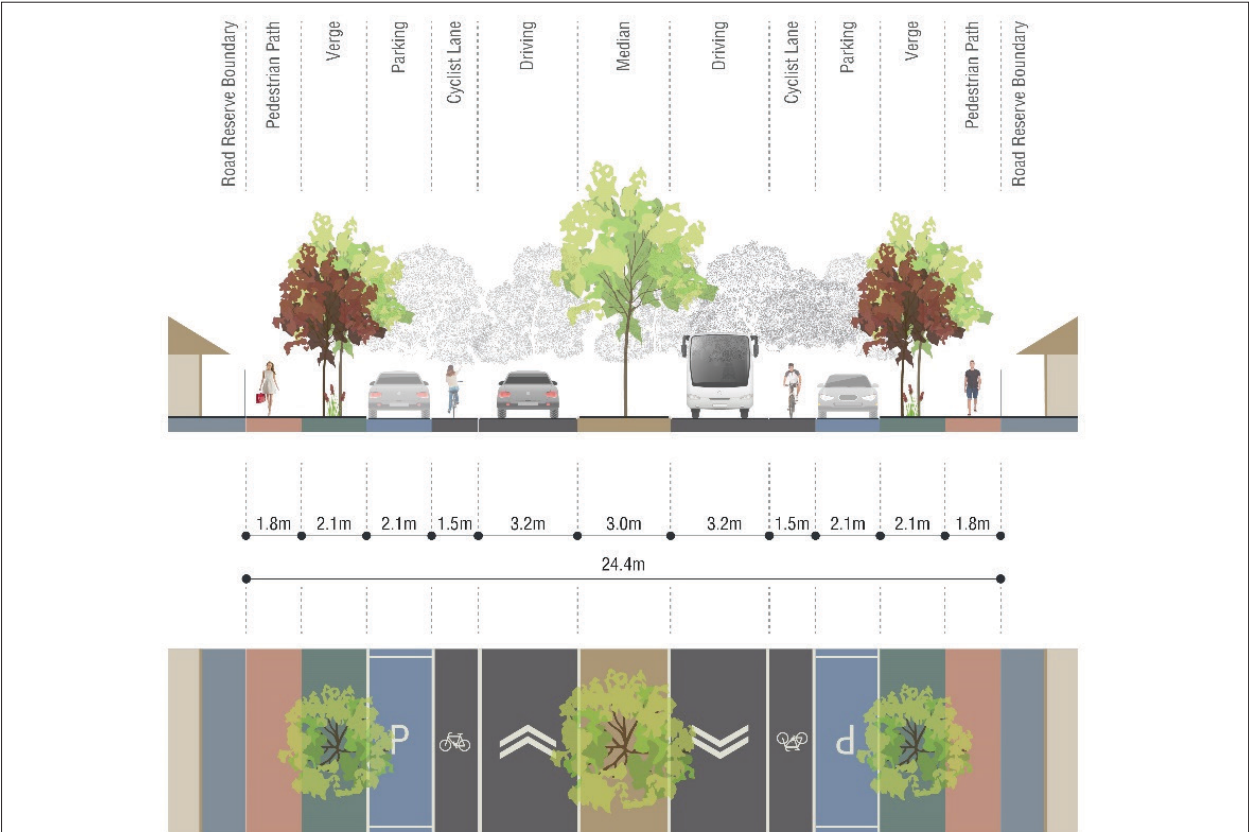 Road Reserve Boundary
Pedestrian Path
Verge
Parking
Cyclist Lane
Driving
Median
Driving
Cyclist Lane
Parking
Verge
Pedestrian Path
Road Reserve Boundary
1.8m 2.1m 2.1m 1.5m 3.2m 3.0m 3.2m 1.5m 2.1m 2.1m 1.8m
24.4m
P P